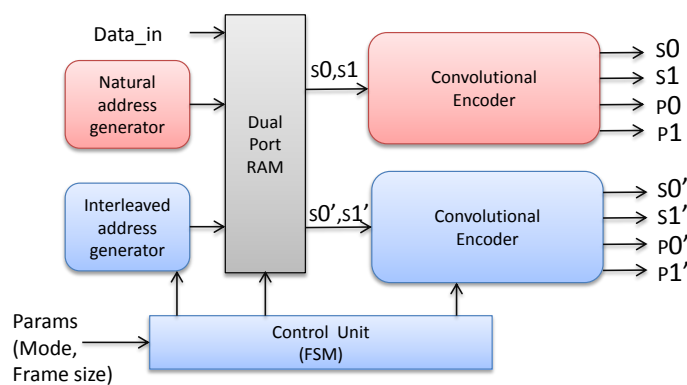 Data_in
Natural
address
generator
Interleaved
address
generator
Dual
Port
RAM
s0,s1
s0’,s1’
Convolutional
Encoder
S0
S1
P0
P1
Convolutional
Encoder
S0’
S1’
P0’
P1’
Params
(Mode,
Frame size)
Control Unit
(FSM)